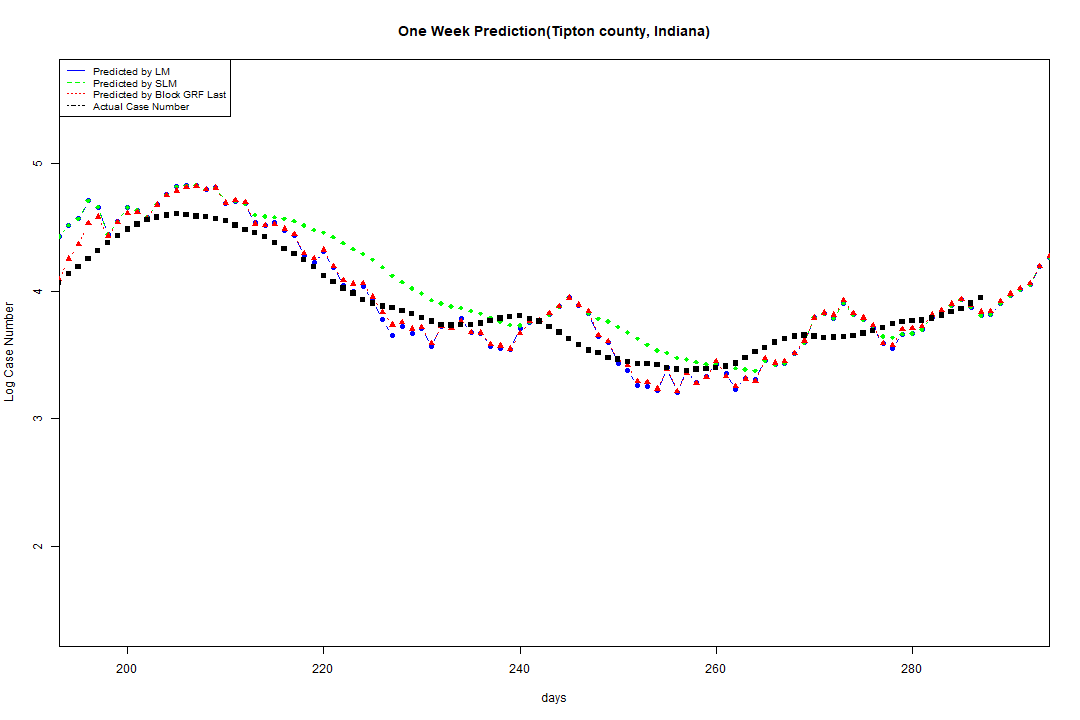 One Week Prediction(Tipton county, Indiana)
Predicted by LM
Predicted by SLM
Predicted by Block GRF Last
Actual Case Number
5
4
3
2
Log Case Number
200 220 240 260 280
days